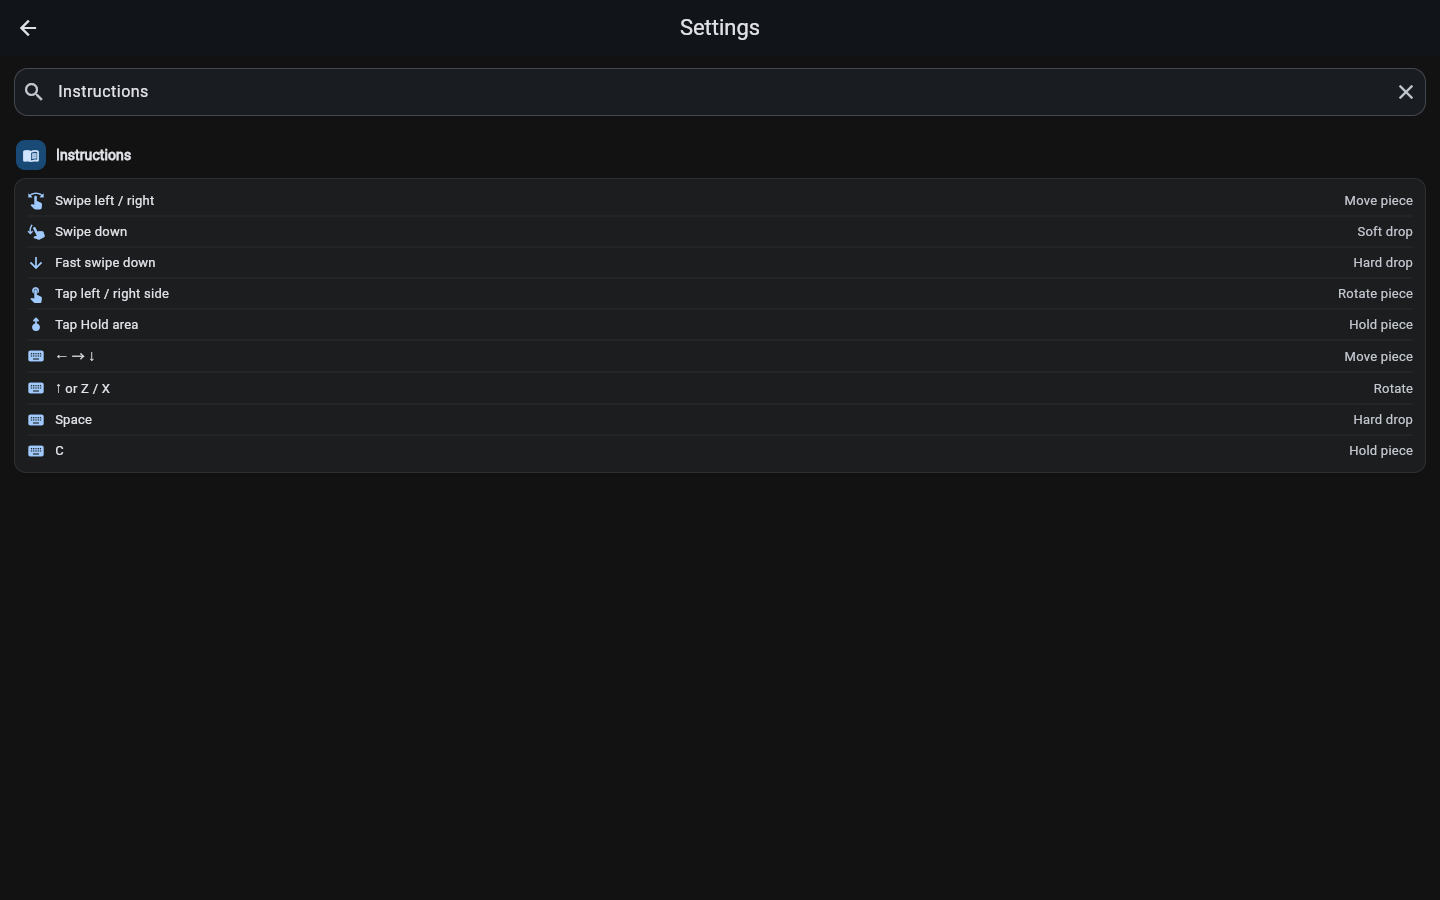 Settings
Instructions
Instructions
Swipe left / right Move piece
Swipe down Soft drop
Fast swipe down Hard drop
Tap left / right side Rotate piece
Tap Hold area Hold piece
← → ↓ Move piece
↑ or Z / X Rotate
Space Hard drop
C Hold piece